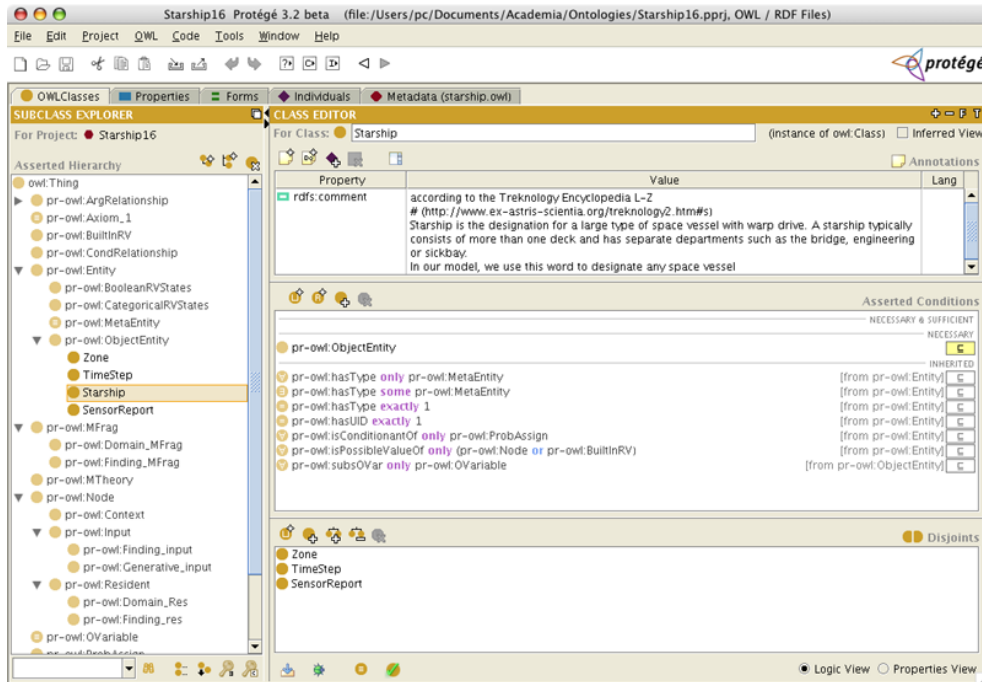 Starship16 Protégé 3.2 beta (file:/Users/pc/Documents/Academia/Ontologies/Starship16.pprj, OWL / RDF Files)
File Edit Project OWL Code Tools Window Help
protégé
OWLClasses Properties Forms Individuals Metadata (starship.owl)
SUBCLASS EXPLORER
For Project: Starship16
Asserted Hierarchy
owl:Thing
pr-owl:ArgRelationship
pr-owl:Axiom_1
pr-owl:BuiltInRV
pr-owl:CondRelationship
pr-owl:Entity
pr-owl:BooleanRVStates
pr-owl:CategoricalRVStates
pr-owl:MetaEntity
pr-owl:ObjectEntity
Zone
TimeStep
Starship
SensorReport
pr-owl:MFrag
pr-owl:Domain_MFrag
pr-owl:Finding_MFrag
pr-owl:MTheory
pr-owl:Node
pr-owl:Context
pr-owl:Input
pr-owl:Finding_input
pr-owl:Generative_input
pr-owl:Resident
pr-owl:Domain_Res
pr-owl:Finding_res
pr-owl:OVariable
CLASS EDITOR
For Class: Starship (instance of owl:Class) Inferred View
Annotations
Property Value Lang
rdfs:comment according to the Treknology Encyclopedia L-Z
# (http://www.ex-astris-scientia.org/treknology2.htm#s)
Starship is the designation for a large type of space vessel with warp drive. A starship typically
consists of more than one deck and has separate departments such as the bridge, engineering
or sickbay.
In our model, we use this word to designate any space vessel
Asserted Conditions
NECESSARY & SUFFICIENT
NECESSARY
pr-owl:ObjectEntity
INHERITED
pr-owl:hasType only pr-owl:MetaEntity [from pr-owl:Entity]
pr-owl:hasType some pr-owl:MetaEntity [from pr-owl:Entity]
pr-owl:hasType exactly 1 [from pr-owl:Entity]
pr-owl:hasUID exactly 1 [from pr-owl:Entity]
pr-owl:isConditionantOf only pr-owl:ProbAssign [from pr-owl:Entity]
pr-owl:isPossibleValueOf only (pr-owl:Node or pr-owl:BuiltInRV) [from pr-owl:Entity]
pr-owl:subsOVar only pr-owl:OVariable [from pr-owl:ObjectEntity]
Disjoints
Zone
TimeStep
SensorReport
Logic View Properties View